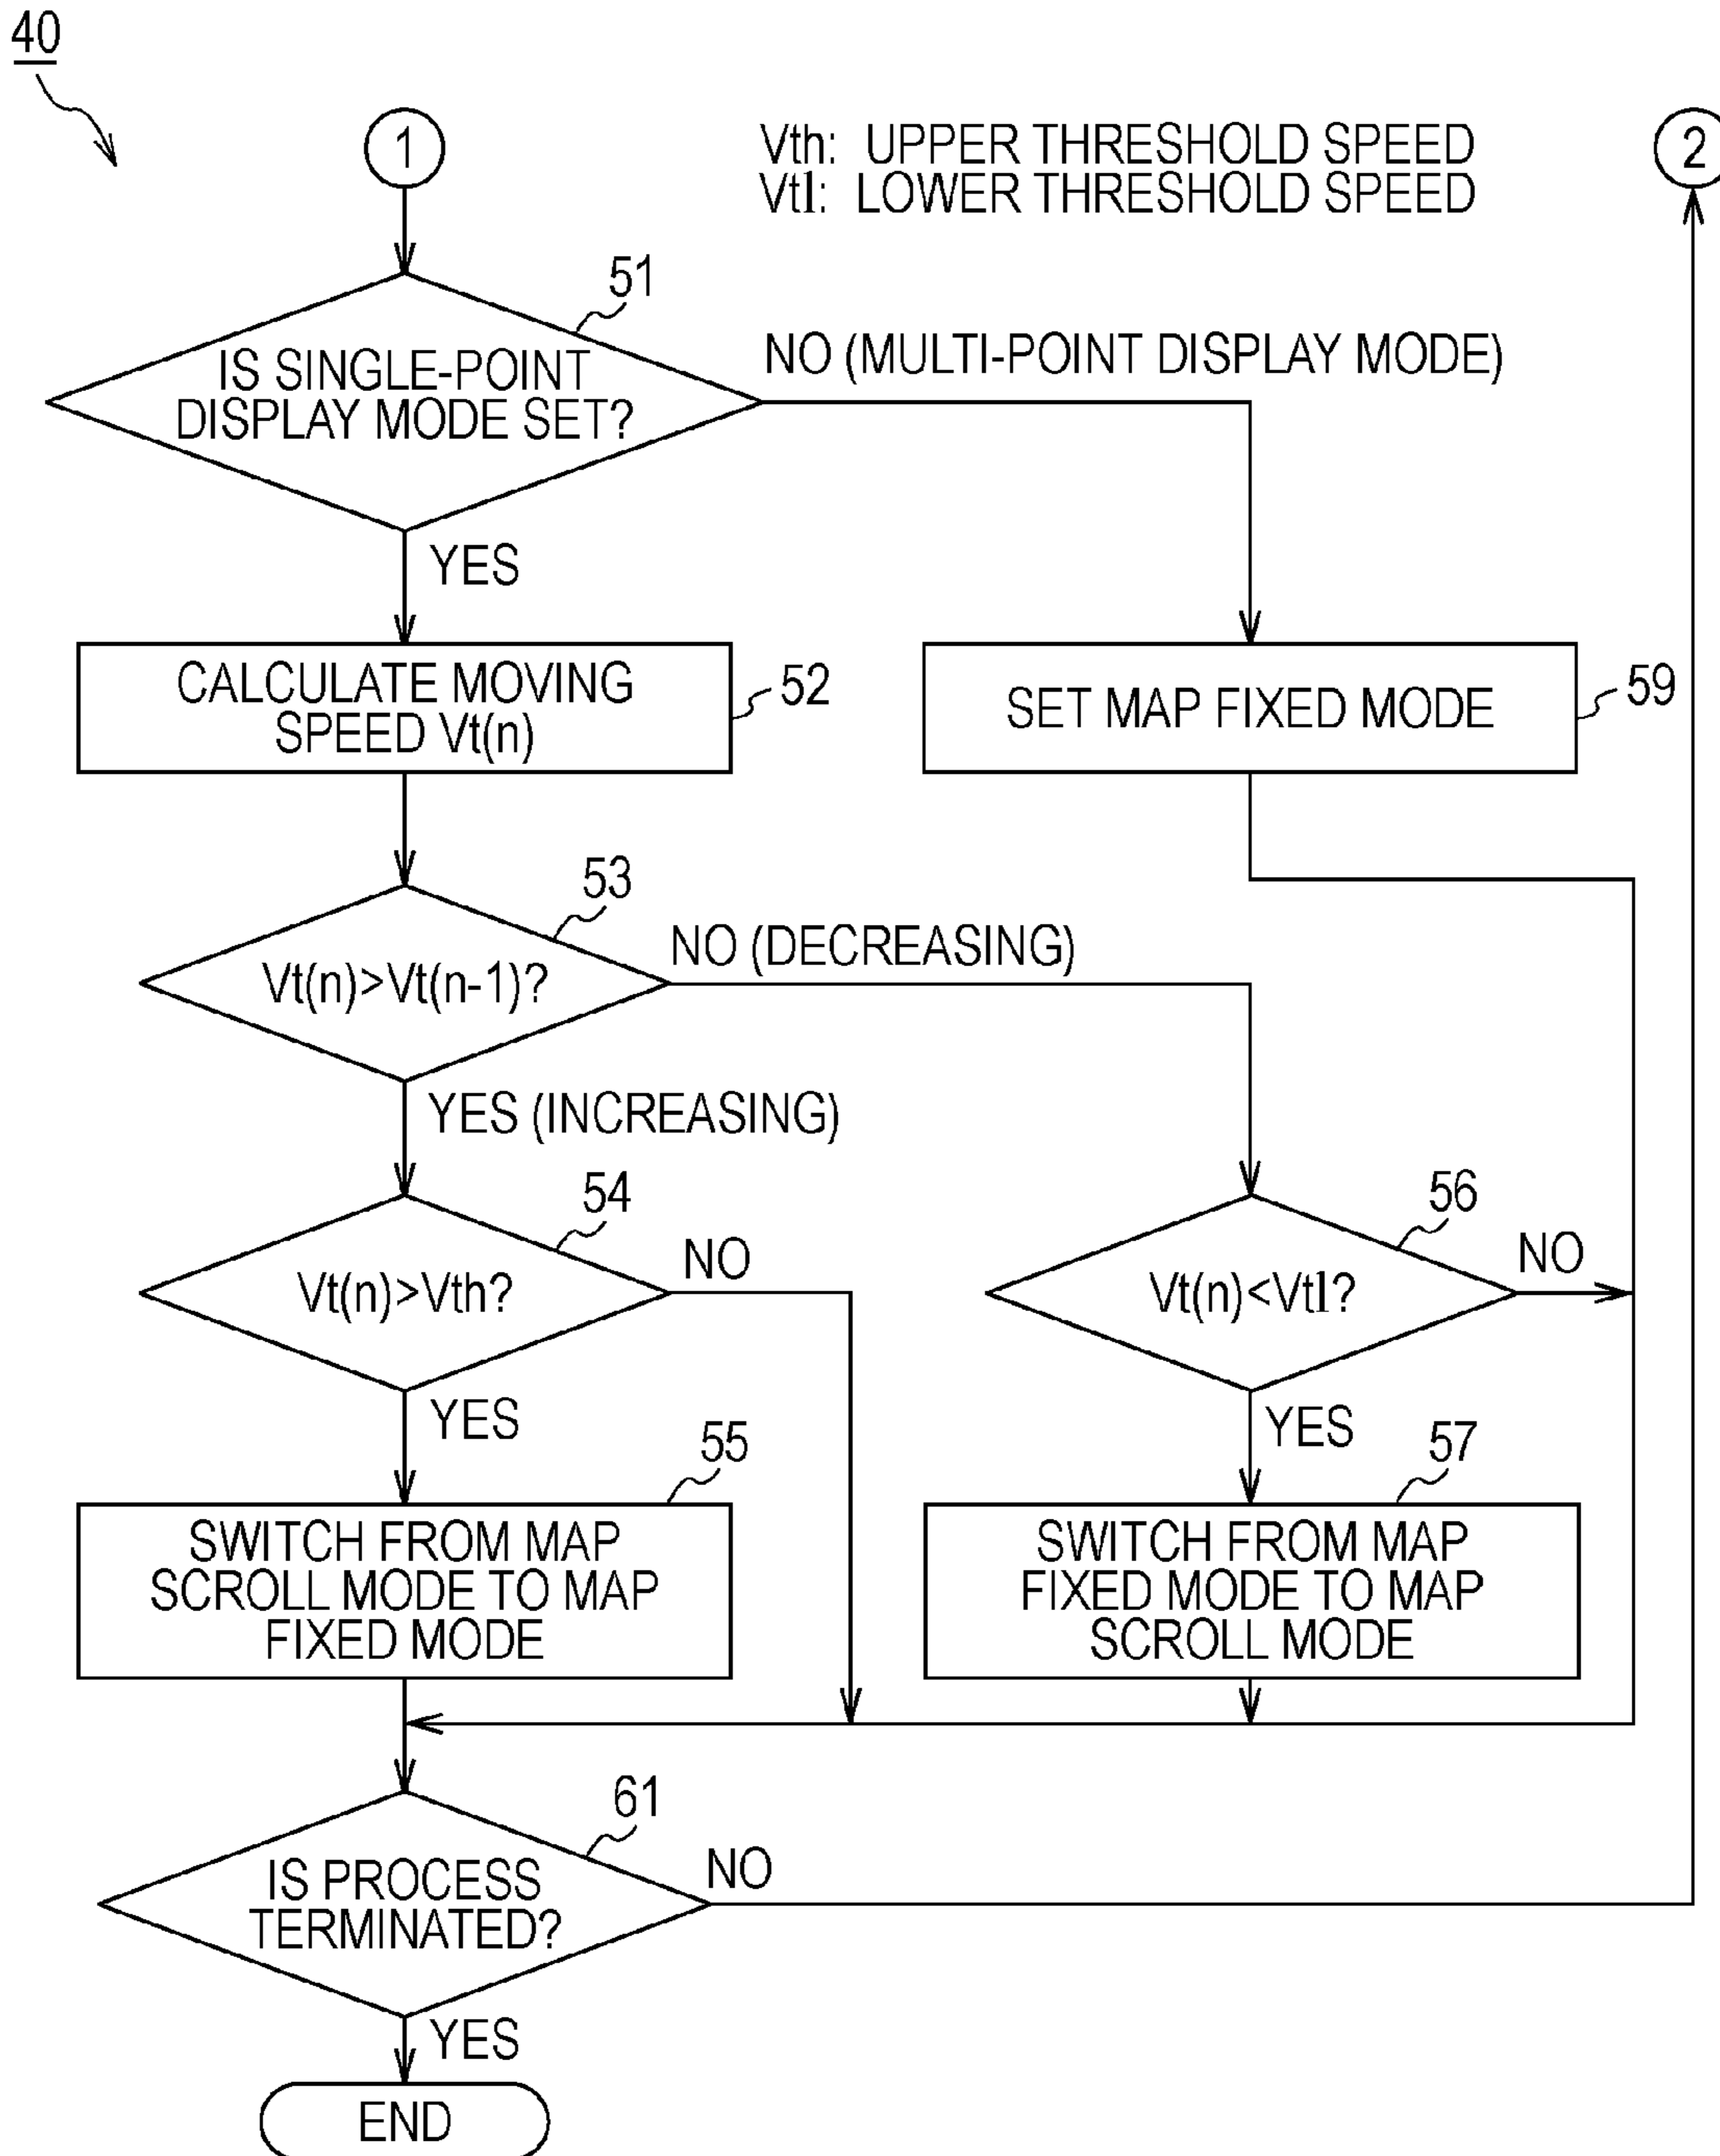 40
1
Vth: UPPER THRESHOLD SPEED
Vtl: LOWER THRESHOLD SPEED
2
51
IS SINGLE-POINT
DISPLAY MODE SET?
NO (MULTI-POINT DISPLAY MODE)
YES
CALCULATE MOVING
SPEED Vt(n)
52
SET MAP FIXED MODE
59
53
Vt(n)>Vt(n-1)?
NO (DECREASING)
YES (INCREASING)
54
Vt(n)>Vth?
NO
56
Vt(n)<Vtl?
NO
YES
55
SWITCH FROM MAP
SCROLL MODE TO MAP
FIXED MODE
YES
57
SWITCH FROM MAP
FIXED MODE TO MAP
SCROLL MODE
61
IS PROCESS
TERMINATED?
NO
YES
END